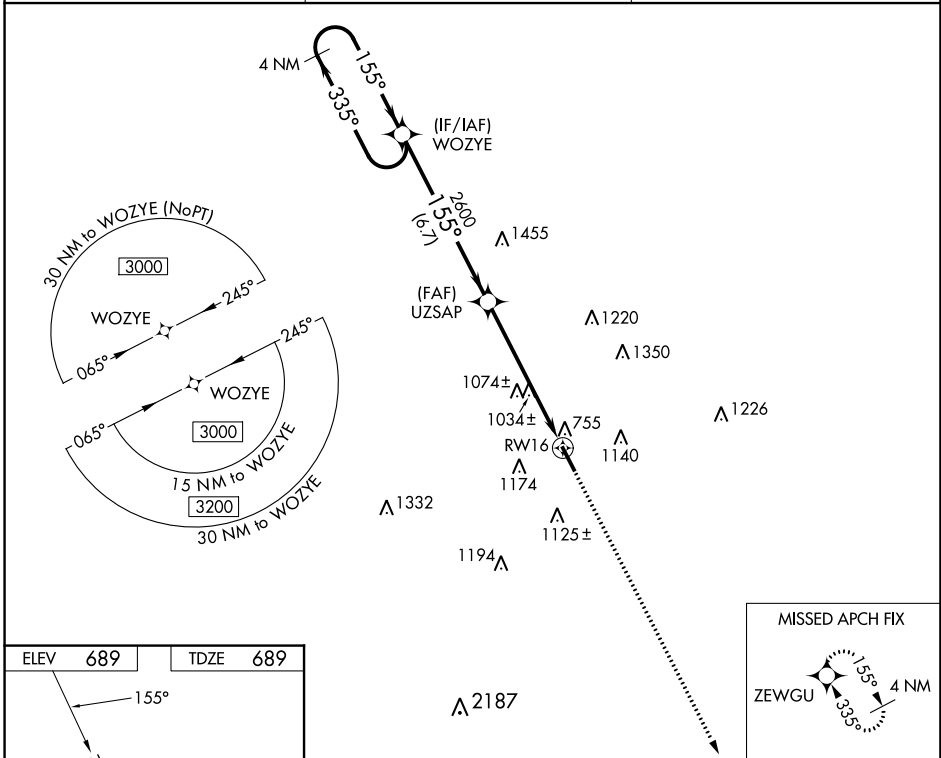 4 NM
155°
335°
(IF/IAF)
WOZYE
2600
155°
(6.7)
1455
30 NM to WOZYE (NoPT)
3000
WOZYE
245°
065°
(FAF)
UZSAP
1220
245°
1350
WOZYE
065°
3000
15 NM to WOZYE
3200
30 NM to WOZYE
1074±
1034±
755
1226
RW16
1140
1174
1332
1125±
1194
ELEV 689
TDZE 689
155°
2187
MISSED APCH FIX
ZEWGU
155°
335°
4 NM